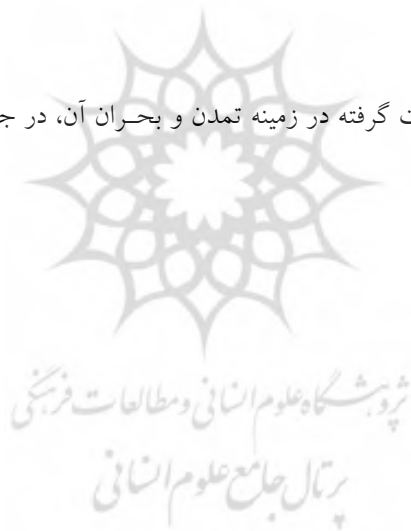 گرفته در زمینه تمدن و بحـران آن، در
پژوهشگاه علوم انسانی و مطالعات فرهنگی
پرتال جامع علوم انسانی